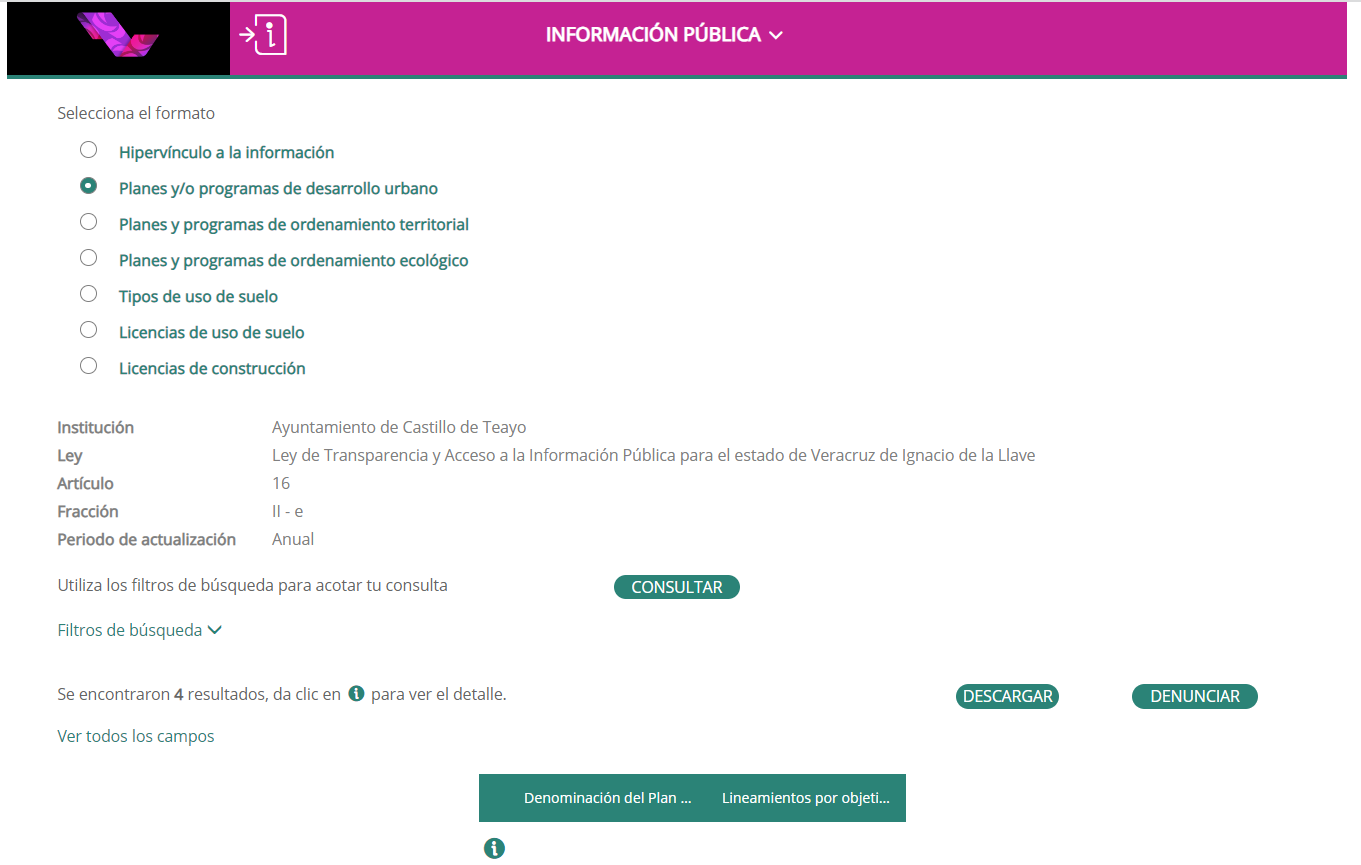 INFORMACIÓN PÚBLICA
Selecciona el formato
Hipervínculo a la información
Planes y/o programas de desarrollo urbano
Planes y programas de ordenamiento territorial
Planes y programas de ordenamiento ecológico
Tipos de uso de suelo
Licencias de uso de suelo
Licencias de construcción
Institución Ayuntamiento de Castillo de Teayo
Ley Ley de Transparencia y Acceso a la Información Pública para el estado de Veracruz de Ignacio de la Llave
Artículo 16
Fracción II - e
Periodo de actualización Anual
Utiliza los filtros de búsqueda para acotar tu consulta CONSULTAR
Filtros de búsqueda
Se encontraron 4 resultados, da clic en i para ver el detalle. DESCARGAR DENUNCIAR
Ver todos los campos
Denominación del Plan ... Lineamientos por objeti...